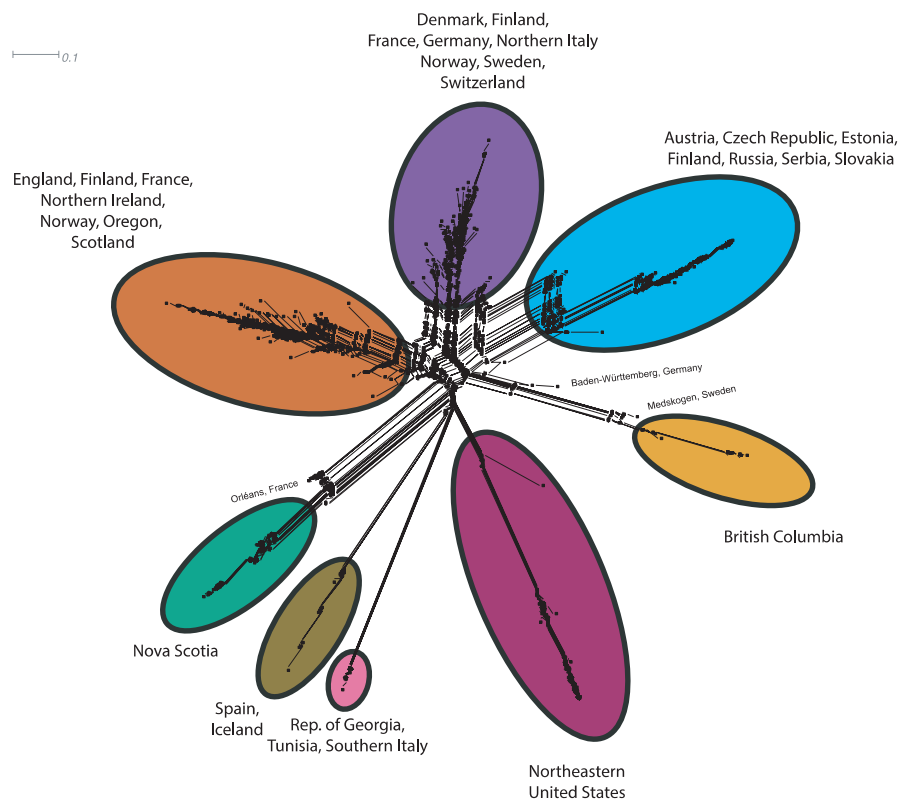 Denmark, Finland,
France, Germany, Northern Italy
Norway, Sweden,
Switzerland
0.1
Austria, Czech Republic, Estonia,
Finland, Russia, Serbia, Slovakia
England, Finland, France,
Northern Ireland,
Norway, Oregon,
Scotland
Baden-Württemberg, Germany
Medskogen, Sweden
Orléans, France
British Columbia
Nova Scotia
Spain,
Iceland
Rep. of Georgia,
Tunisia, Southern Italy
Northeastern
United States